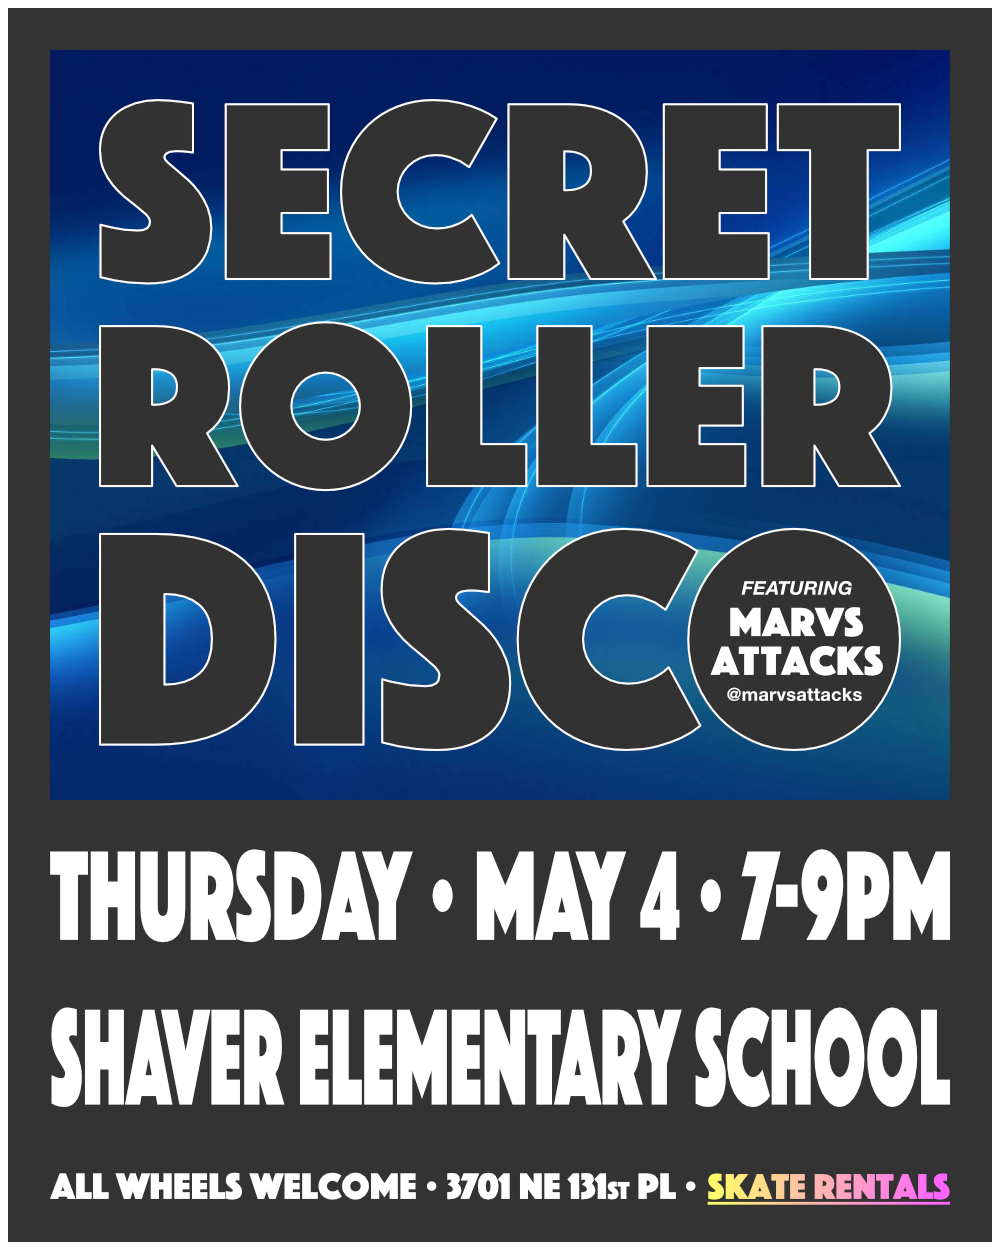 SECRET
ROLLER
DISCO
FEATURING
MARVS
ATTACKS
@marvsattacks
THURSDAY • MAY 4 • 7-9PM
SHAVER ELEMENTARY SCHOOL
ALL WHEELS WELCOME • 3701 NE 131ST PL • SKATE RENTALS